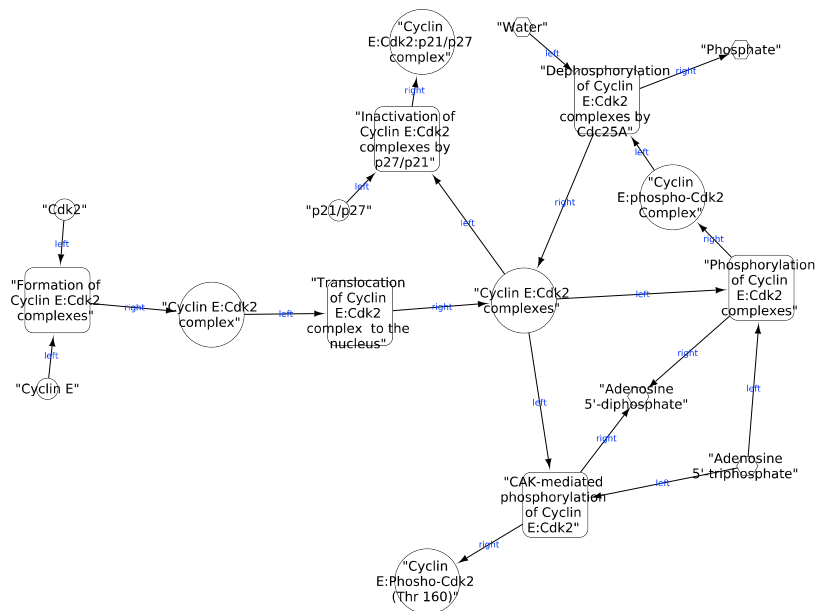 "Cyclin
E:Cdk2:p21/p27
complex"
"Water"
left
"Phosphate"
right
"Dephosphorylation
of Cyclin
E:Cdk2
complexes by
Cdc25A"
right
"Inactivation of
Cyclin E:Cdk2
complexes by
p27/p21"
left
left
"Cyclin
E:phospho-Cdk2
Complex"
"Cdk2"
"p21/p27"
right
left
left
right
"Formation of
Cyclin E:Cdk2
complexes"
right
"Cyclin E:Cdk2
complex"
left
"Translocation
of Cyclin
E:Cdk2
complex to the
nucleus"
right
"Cyclin E:Cdk2
complexes"
left
"Phosphorylation
of Cyclin
E:Cdk2
complexes"
left
right
"Cyclin E"
left
"Adenosine
5'-diphosphate"
left
right
"Adenosine
5'-triphosphate"
left
"CAK-mediated
phosphorylation
of Cyclin
E:Cdk2"
right
"Cyclin
E:Phosho-Cdk2
(Thr 160)"